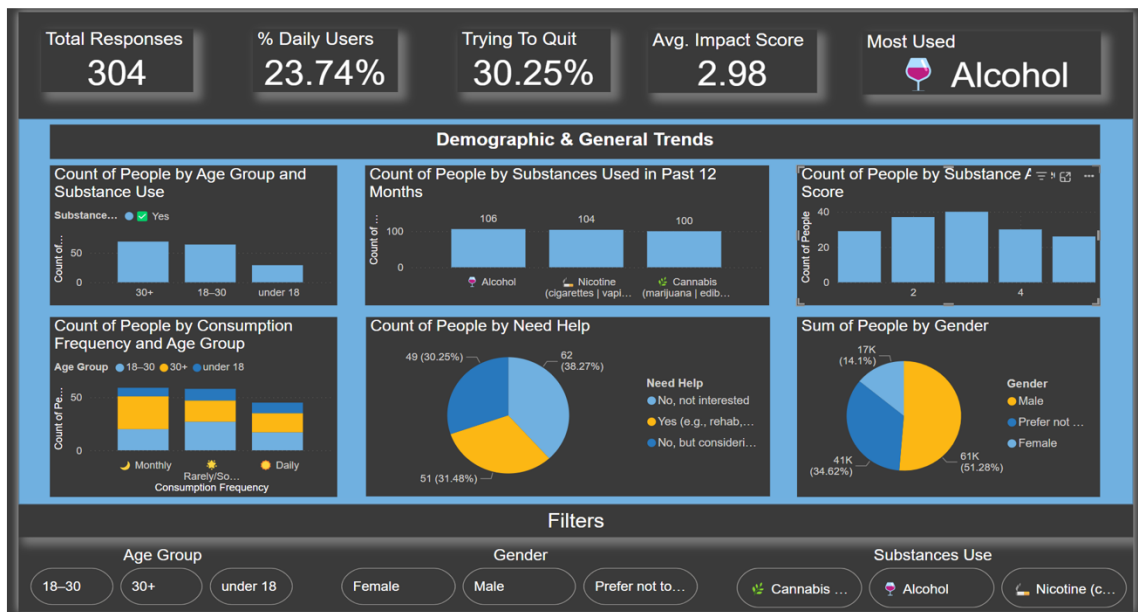 Total Responses
304
% Daily Users
23.74%
Trying To Quit
30.25%
Avg. Impact Score
2.98
Most Used
🍷 Alcohol
Demographic & General Trends
Count of People by Age Group and
Substance Use
Substance... ✅ Yes
Count of...
50
0
30+
18–30
under 18
Count of People by Substances Used in Past 12
Months
Count of ...
100
0
106
104
100
🍷 Alcohol
🚬 Nicotine
(cigarettes | vapi...
🌿 Cannabis
(marijuana | edib...
Count of People by Substance
Score
Count of People
40
20
0
2
4
Count of People by Consumption
Frequency and Age Group
Age Group 18–30 30+ under 18
Count of Pe...
50
0
🌙 Monthly
🌟
Rarely/So...
🌞 Daily
Consumption Frequency
Count of People by Need Help
49 (30.25%)
62
(38.27%)
51 (31.48%)
Need Help
No, not interested
Yes (e.g., rehab,...
No, but consideri...
Sum of People by Gender
17K
(14.1%)
41K
(34.62%)
61K
(51.28%)
Gender
Male
Prefer not ...
Female
Filters
Age Group
18–30
30+
under 18
Gender
Female
Male
Prefer not to...
Substances Use
🌿 Cannabis ...
🍷 Alcohol
🚬 Nicotine (c...